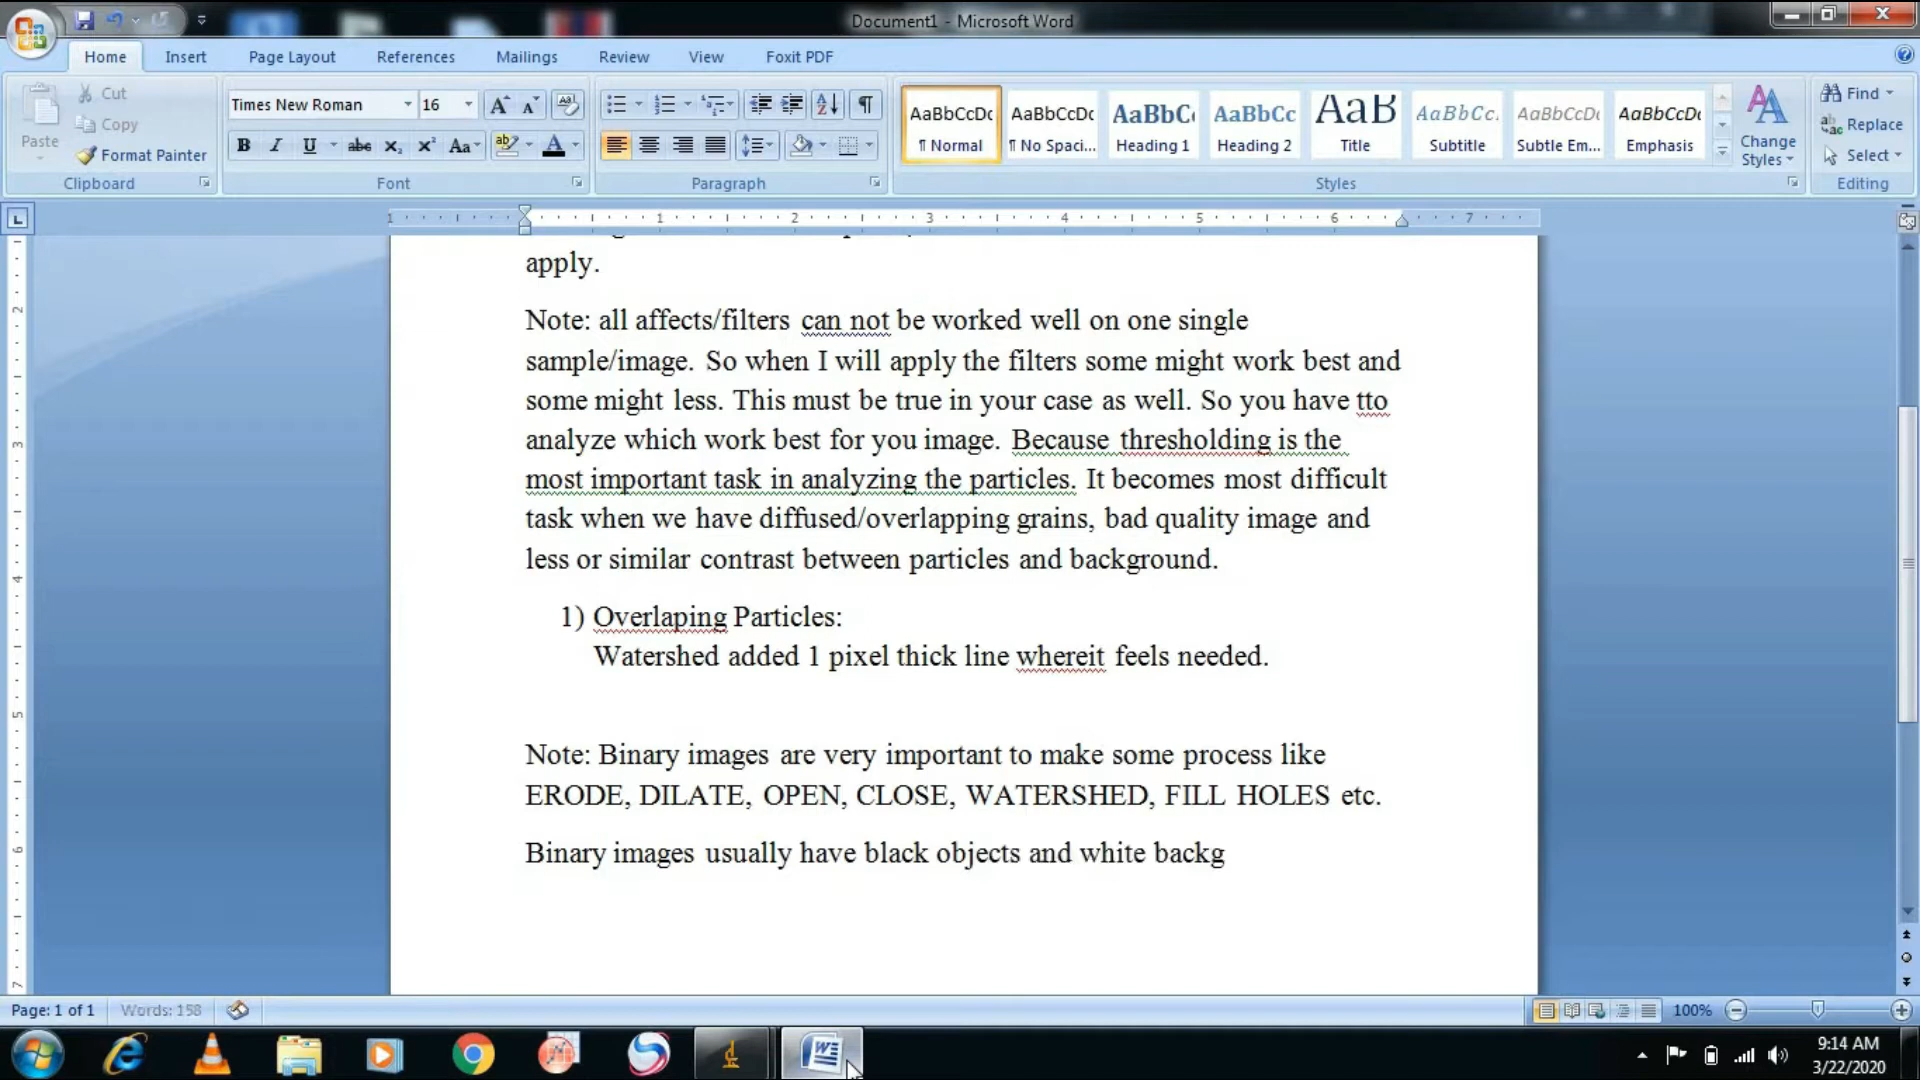 Document1 - Microsoft Word
Home Insert Page Layout References Mailings Review View Foxit PDF
Paste
Cut
Copy
Format Painter
Clipboard
Times New Roman 16
Font
Paragraph
AaBbCcDc AaBbCcDc AaBbC AaBbCc AaB AaBbCc. AaBbCcDc AaBbCcDc
¶ Normal ¶ No Spaci... Heading 1 Heading 2 Title Subtitle Subtle Em... Emphasis
Change
Styles
Styles
Find
Replace
Select
Editing
1 1 2 3 4 5 6 7
apply.
Note: all affects/filters can not be worked well on one single
sample/image. So when I will apply the filters some might work best and
some might less. This must be true in your case as well. So you have tto
analyze which work best for you image. Because thresholding is the
most important task in analyzing the particles. It becomes most difficult
task when we have diffused/overlapping grains, bad quality image and
less or similar contrast between particles and background.
1) Overlaping Particles:
Watershed added 1 pixel thick line whereit feels needed.
Note: Binary images are very important to make some process like
ERODE, DILATE, OPEN, CLOSE, WATERSHED, FILL HOLES etc.
Binary images usually have black objects and white backg
Page: 1 of 1 Words: 158
100%
9:14 AM
3/22/2020